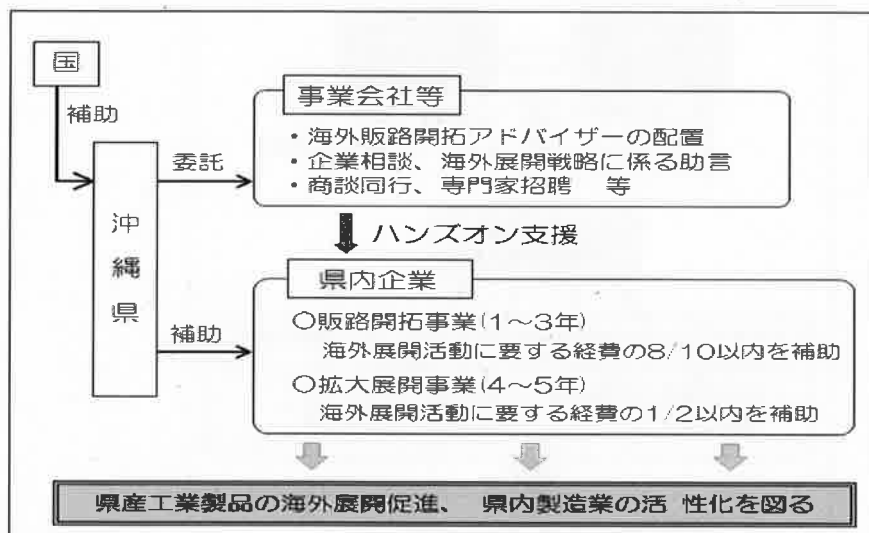 国
補助
沖縄県
委託
事業会社等
・海外販路開拓アドバイザーの配置
・企業相談、海外展開戦略に係る助言
・商談同行、専門家招聘　等
ハンズオン支援
県内企業
補助
○販路開拓事業(1～3年)
海外展開活動に要する経費の8/10以内を補助
○拡大展開事業(4～5年)
海外展開活動に要する経費の1/2以内を補助
県産工業製品の海外展開促進、　県内製造業の活 性化を図る